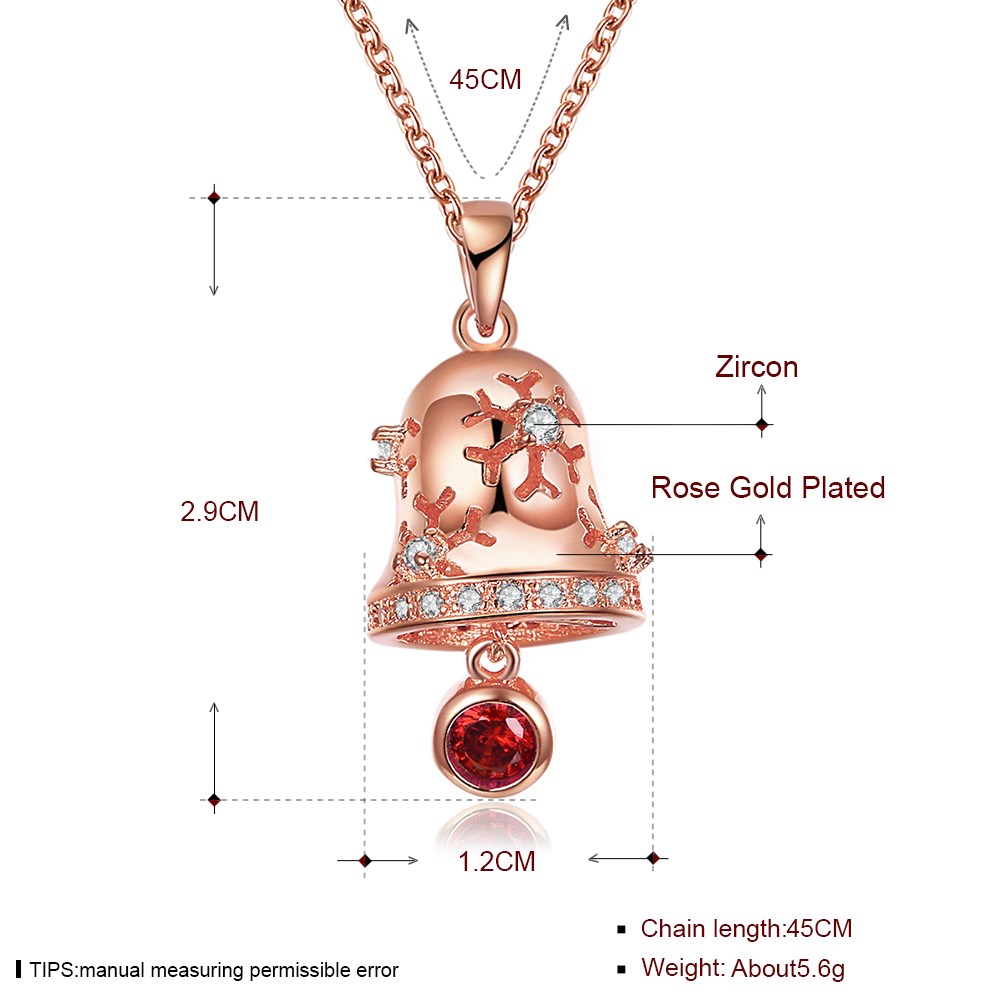 45CM
Zircon
2.9CM
Rose Gold Plated
1.2CM
Chain length:45CM
Weight: About5.6g
TIPS:manual measuring permissible error